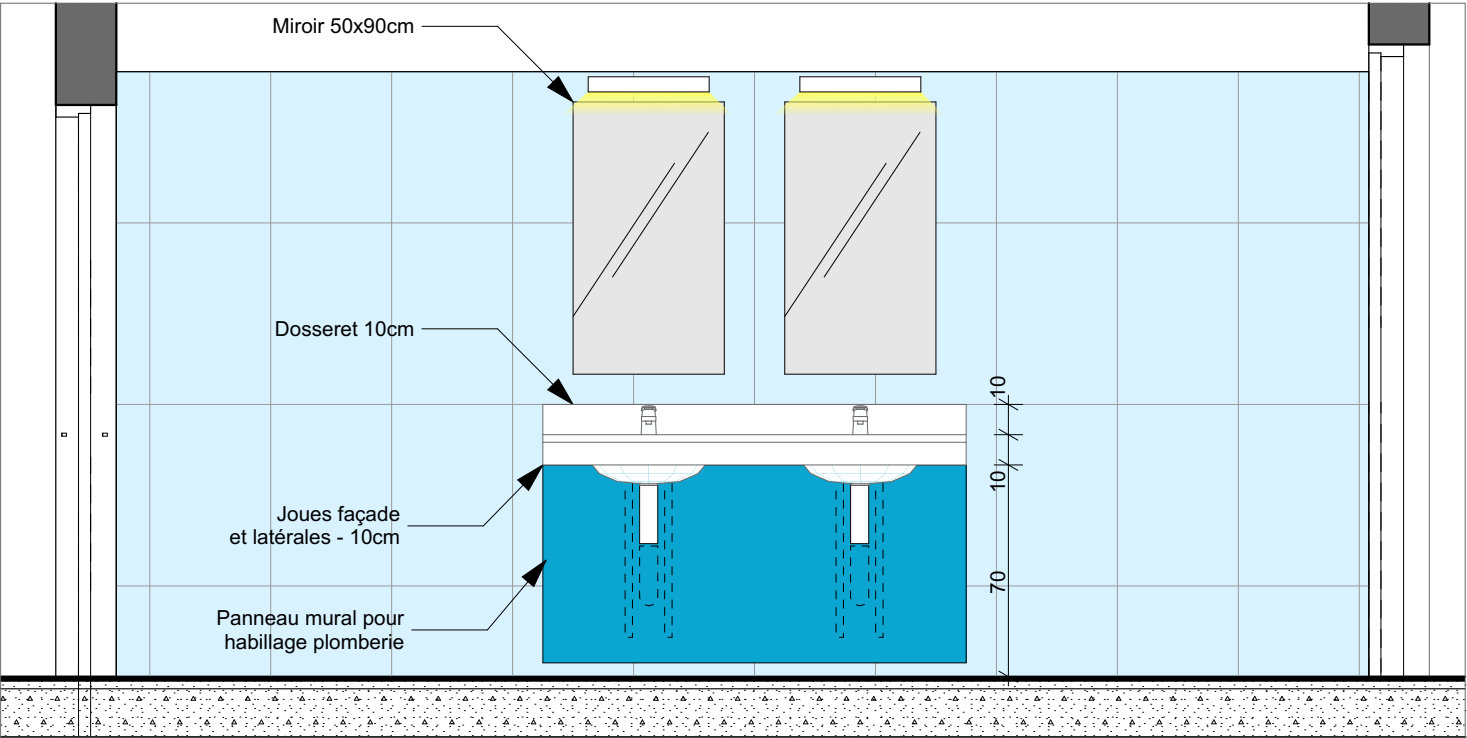 Miroir 50x90cm
Dosseret 10cm
10
10
Joues façade
et latérales - 10cm
70
Panneau mural pour
habillage plomberie